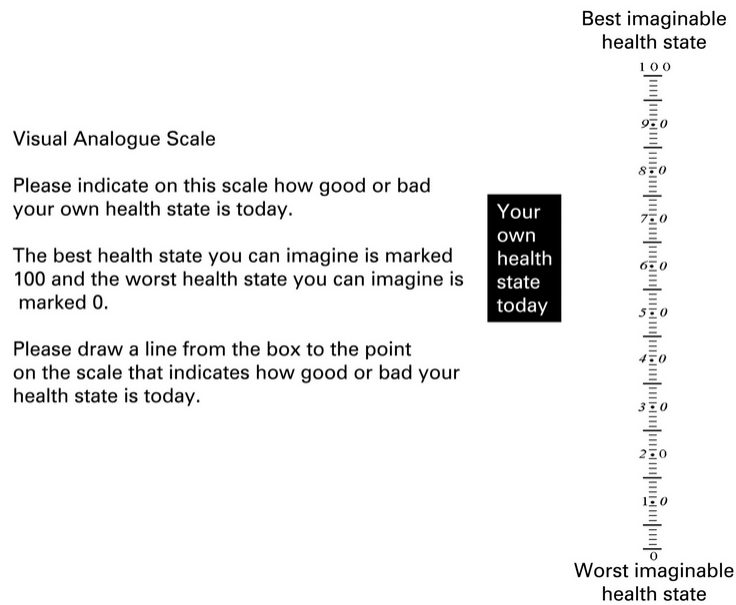 Visual Analogue Scale
Please indicate on this scale how good or bad
your own health state is today.
The best health state you can imagine is marked
100 and the worst health state you can imagine is
marked 0.
Please draw a line from the box to the point
on the scale that indicates how good or bad your
health state is today.
Your
own
health
state
today
Best imaginable
health state
100
90
80
70
60
50
40
30
20
10
0
Worst imaginable
health state